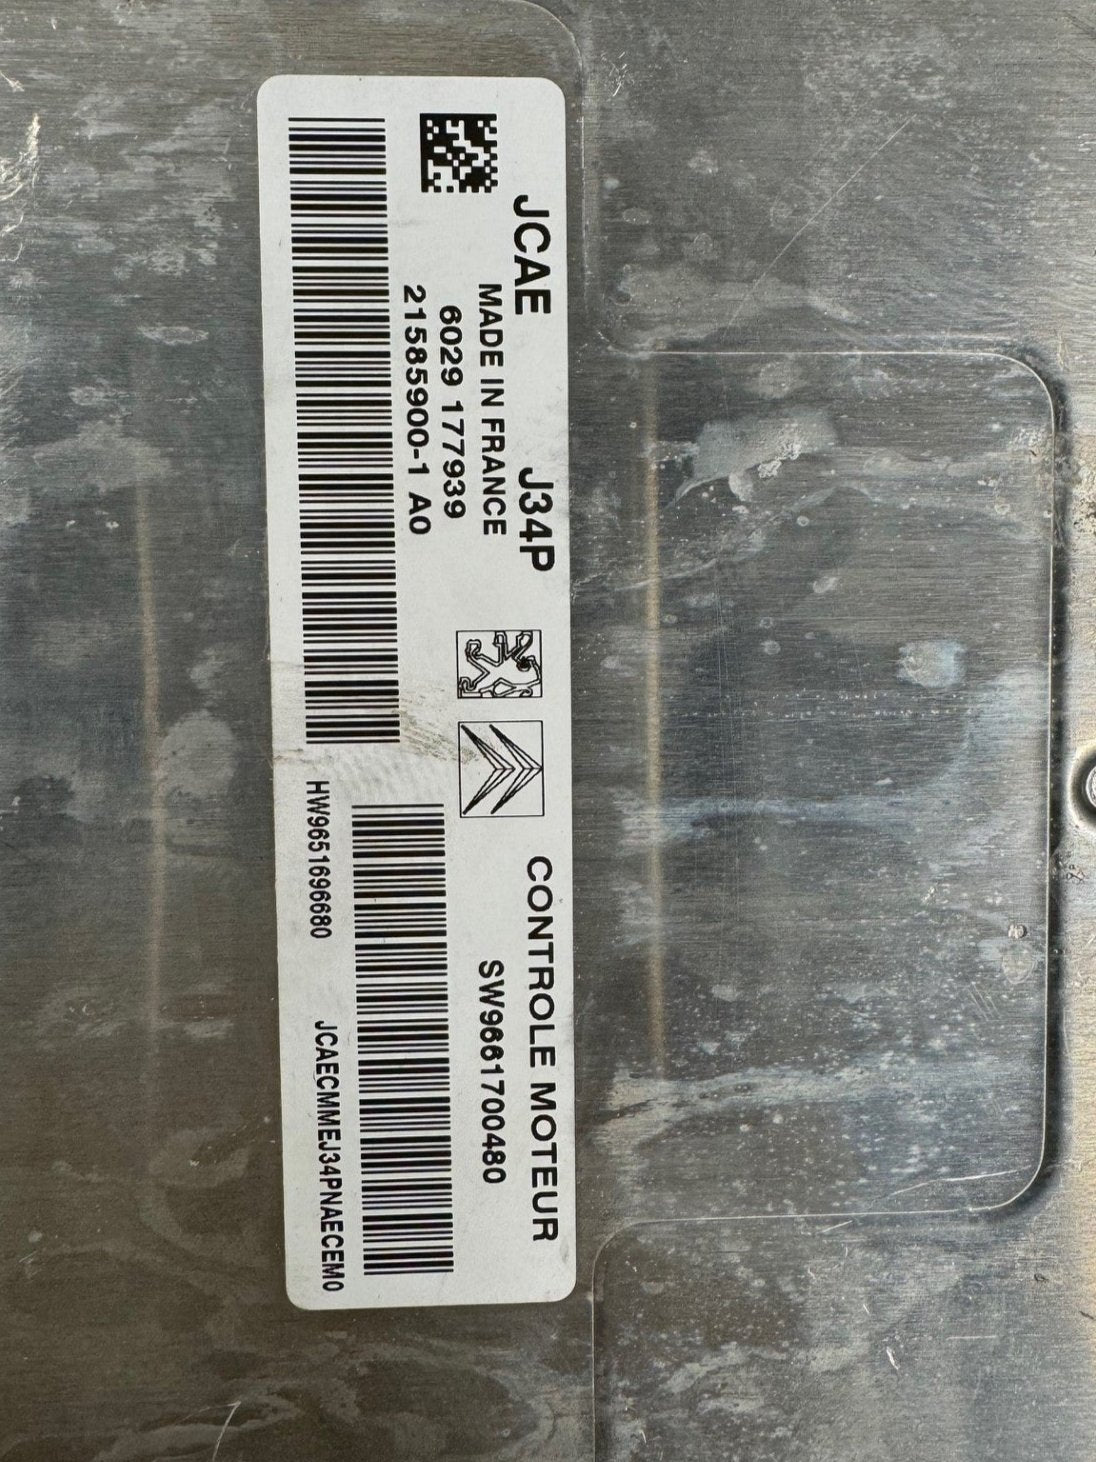 JCAE J34P
CONTROLE MOTEUR
MADE IN FRANCE
SW9661700480
6029 177939
21585900-1 A0
HW9651696680
JCAECMMEJ34PNAECEM0